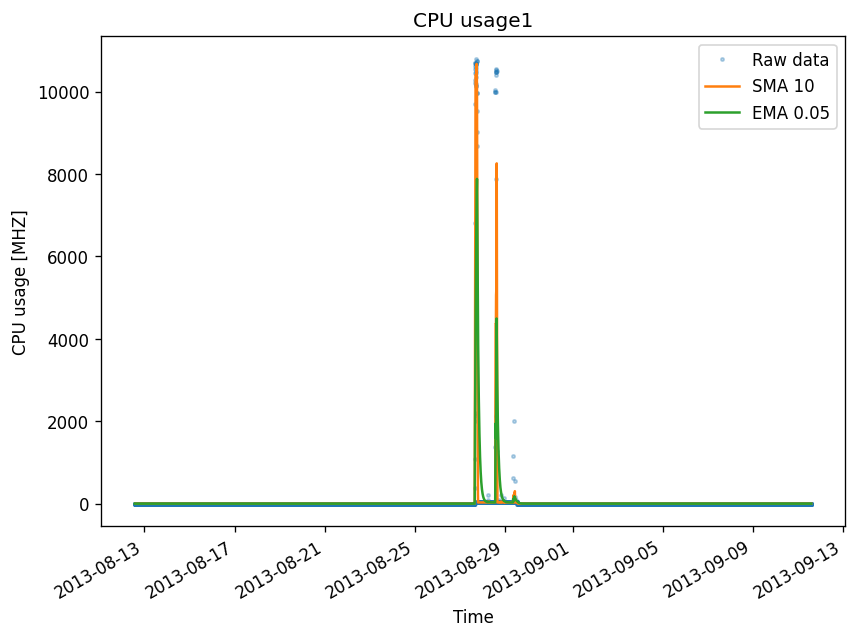 CPU usage1
Raw data
SMA 10
EMA 0.05
10000
8000
6000
4000
2000
0
CPU usage [MHZ]
2013-08-13
2013-08-17
2013-08-21
2013-08-25
2013-08-29
2013-09-01
2013-09-05
2013-09-09
2013-09-13
Time